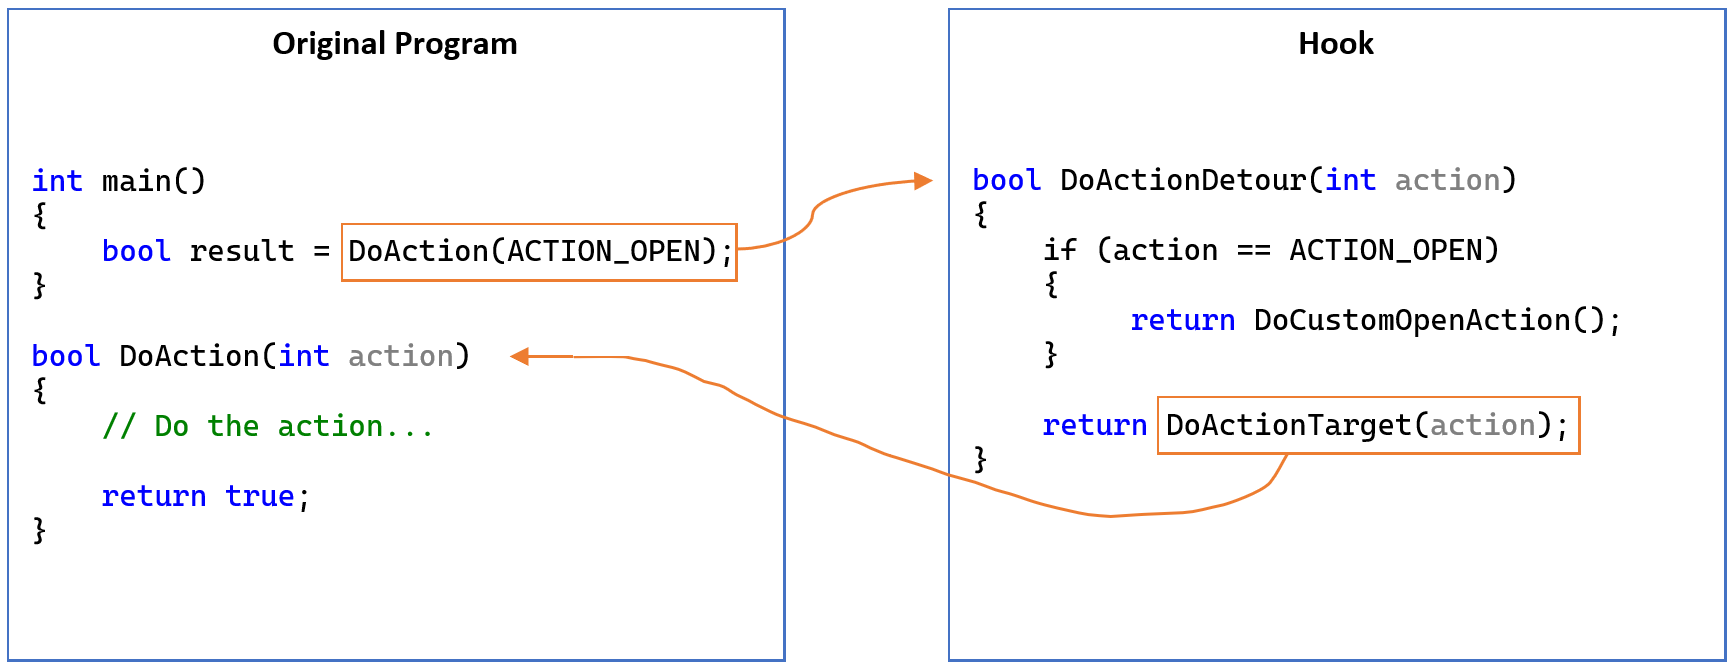 Original Program
int main()
{
    bool result = DoAction(ACTION_OPEN);
}
bool DoAction(int action)
{
    // Do the action...
    return true;
}
Hook
bool DoActionDetour(int action)
{
    if (action == ACTION_OPEN)
    {
         return DoCustomOpenAction();
    }
    return DoActionTarget(action);
}